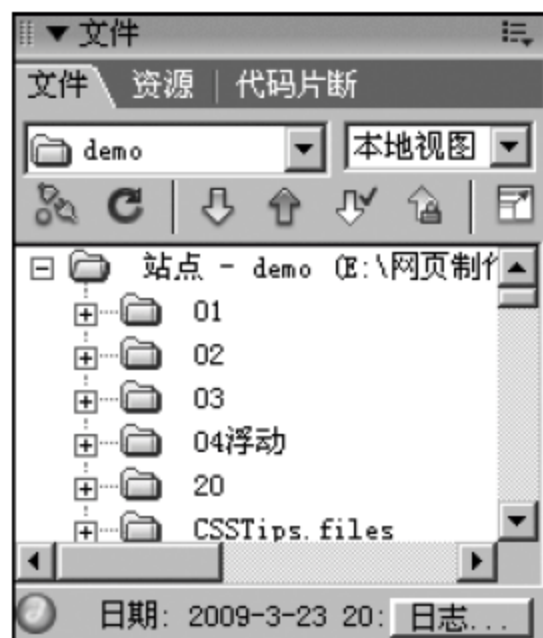 文件
文件 资源 代码片断
demo 本地视图
站点 - demo (E:\网页制作
01
02
03
04浮动
20
CSSTips.files
日期: 2009-3-23 20: 日志...